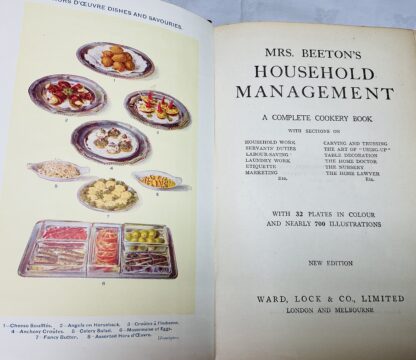 HORS D'ŒUVRE DISHES AND SAVOURIES.
1
2
3
4
5
6
7
8
1—Cheese Soufflés. 2—Angels on Horseback. 3—Croûtes à l'Indienne.
4—Anchovy Croûtes. 5—Celery Salad. 6—Mayonnaise of Eggs.
7—Fancy Butter. 8—Assorted Hors d'Œuvre.
MRS. BEETON'S
HOUSEHOLD
MANAGEMENT
A COMPLETE COOKERY BOOK
WITH SECTIONS ON
HOUSEHOLD WORK
SERVANTS' DUTIES
LABOUR-SAVING
LAUNDRY WORK
ETIQUETTE
MARKETING
ETC.
CARVING AND TRUSSING
THE ART OF "USING-UP"
TABLE DECORATION
THE HOME DOCTOR
THE NURSERY
THE HOME LAWYER
ETC.
WITH 32 PLATES IN COLOUR
AND NEARLY 700 ILLUSTRATIONS
NEW EDITION
WARD, LOCK & CO., LIMITED
LONDON AND MELBOURNE